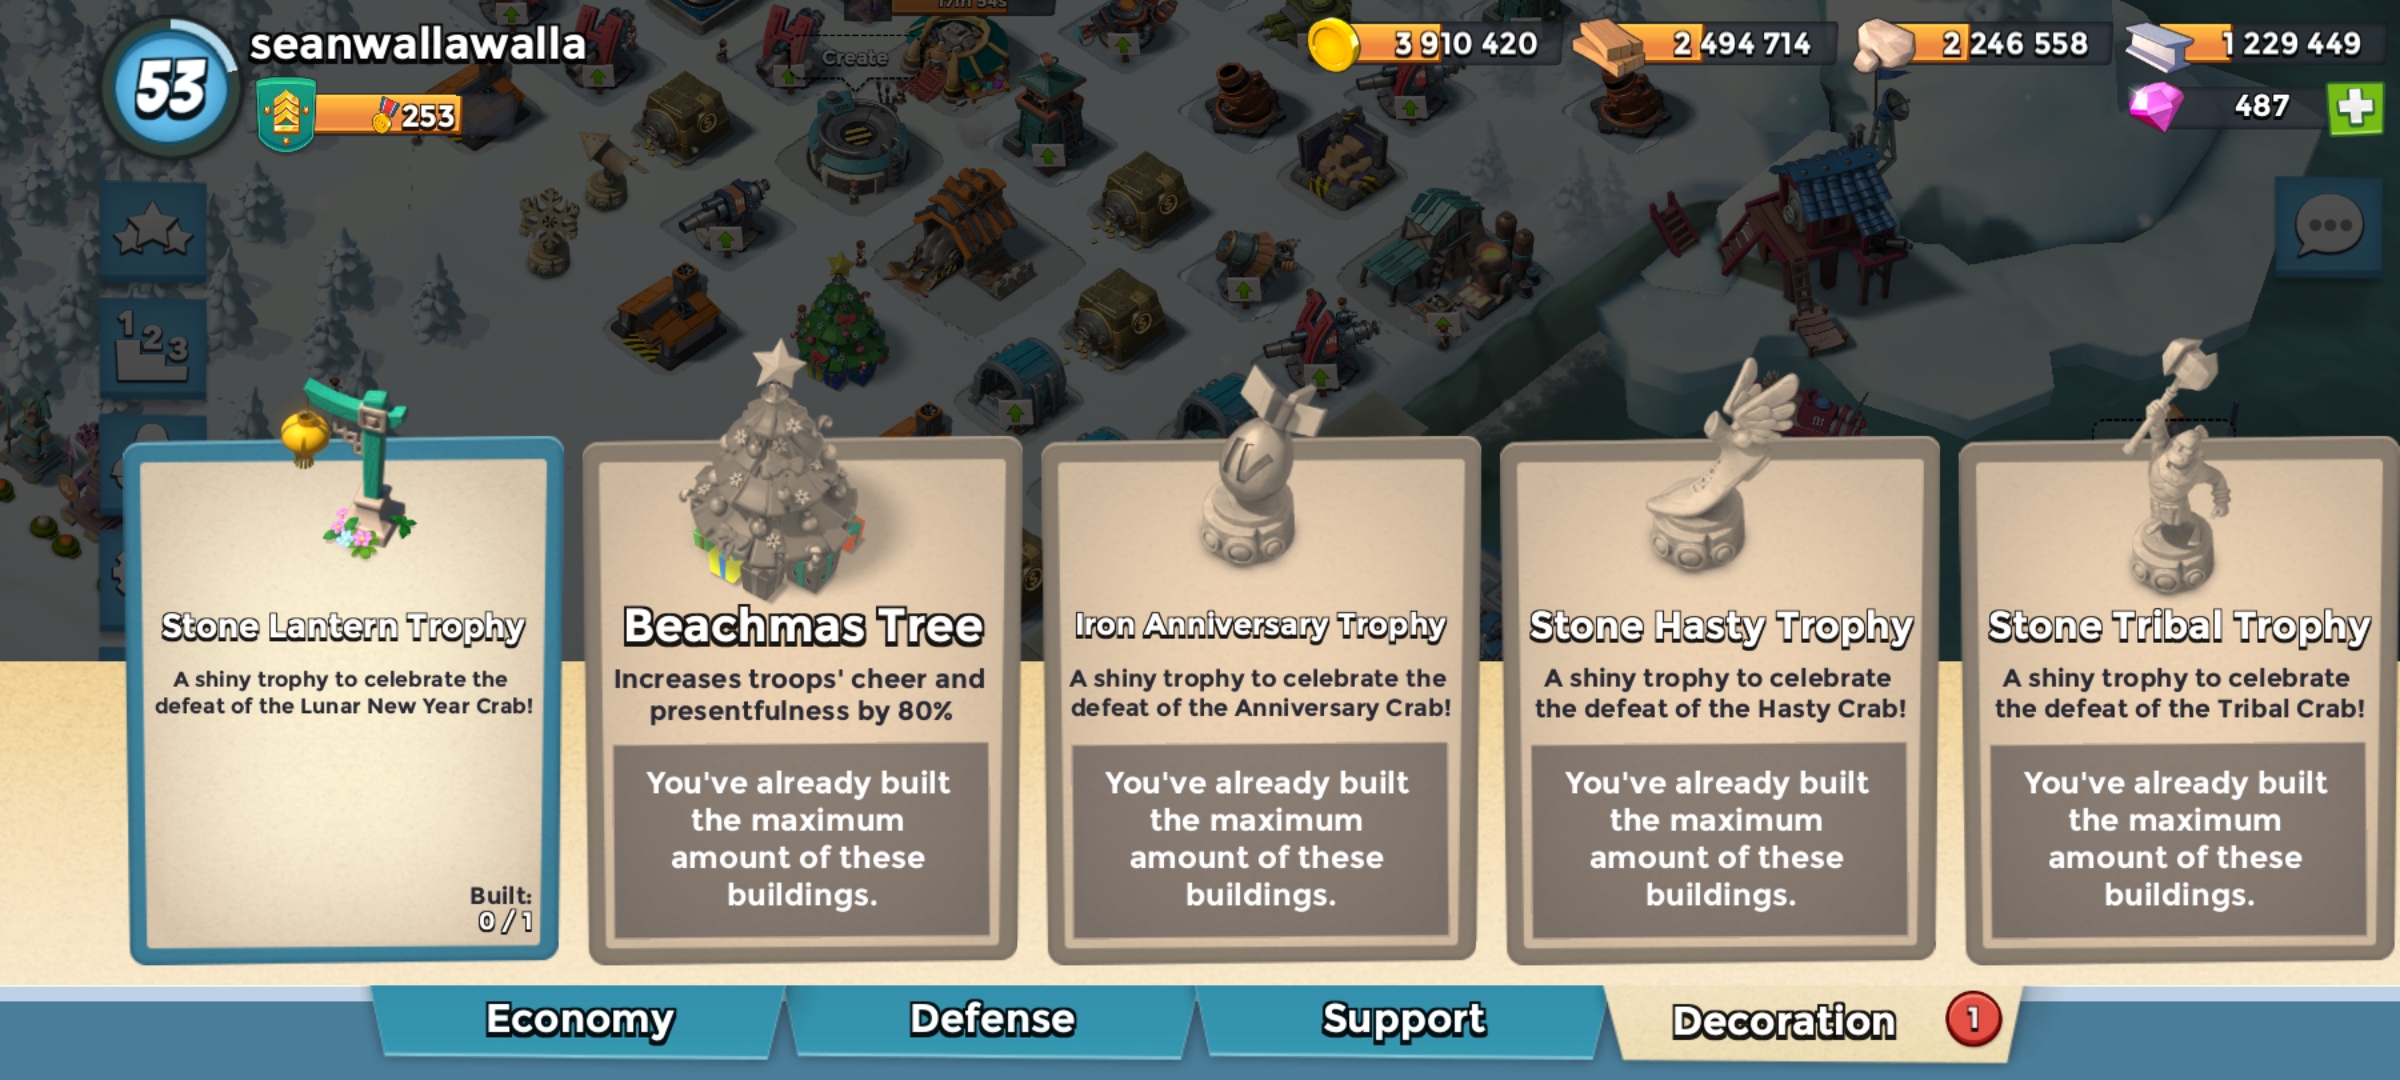 17h 54s
53
seanwallawalla
253
Create
3 910 420
2 494 714
2 246 558
1 229 449
487
1 2 3
Stone Lantern Trophy
A shiny trophy to celebrate the
defeat of the Lunar New Year Crab!
Built:
0 / 1
Beachmas Tree
Increases troops' cheer and
presentfulness by 80%
You've already built
the maximum
amount of these
buildings.
Iron Anniversary Trophy
A shiny trophy to celebrate the
defeat of the Anniversary Crab!
You've already built
the maximum
amount of these
buildings.
Stone Hasty Trophy
A shiny trophy to celebrate
the defeat of the Hasty Crab!
You've already built
the maximum
amount of these
buildings.
Stone Tribal Trophy
A shiny trophy to celebrate
the defeat of the Tribal Crab!
You've already built
the maximum
amount of these
buildings.
Economy
Defense
Support
Decoration
1